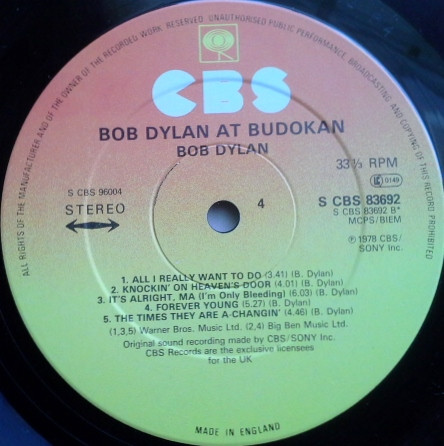 ALL RIGHTS OF THE MANUFACTURER AND OF THE OWNER OF THE RECORDED WORK RESERVED. UNAUTHORISED PUBLIC PERFORMANCE, BROADCASTING AND COPYING OF THIS RECORD PROHIBITED
CBS
BOB DYLAN AT BUDOKAN
BOB DYLAN
33⅓ RPM
S CBS 96004
STEREO
4
0149
S CBS 83692
S CBS 83692 B*
MCPS/BIEM
℗ 1978 CBS/
SONY Inc.
1. ALL I REALLY WANT TO DO (3.41) (B. Dylan)
2. KNOCKIN' ON HEAVEN'S DOOR (4.01) (B. Dylan)
3. IT'S ALRIGHT, MA (I'm Only Bleeding) (6.03) (B. Dylan)
4. FOREVER YOUNG (5.27) (B. Dylan)
5. THE TIMES THEY ARE A-CHANGIN' (4.46) (B. Dylan)
(1,3,5) Warner Bros. Music Ltd. (2,4) Big Ben Music Ltd.
Original sound recording made by CBS/SONY Inc.
CBS Records are the exclusive licensees
for the UK
MADE IN ENGLAND